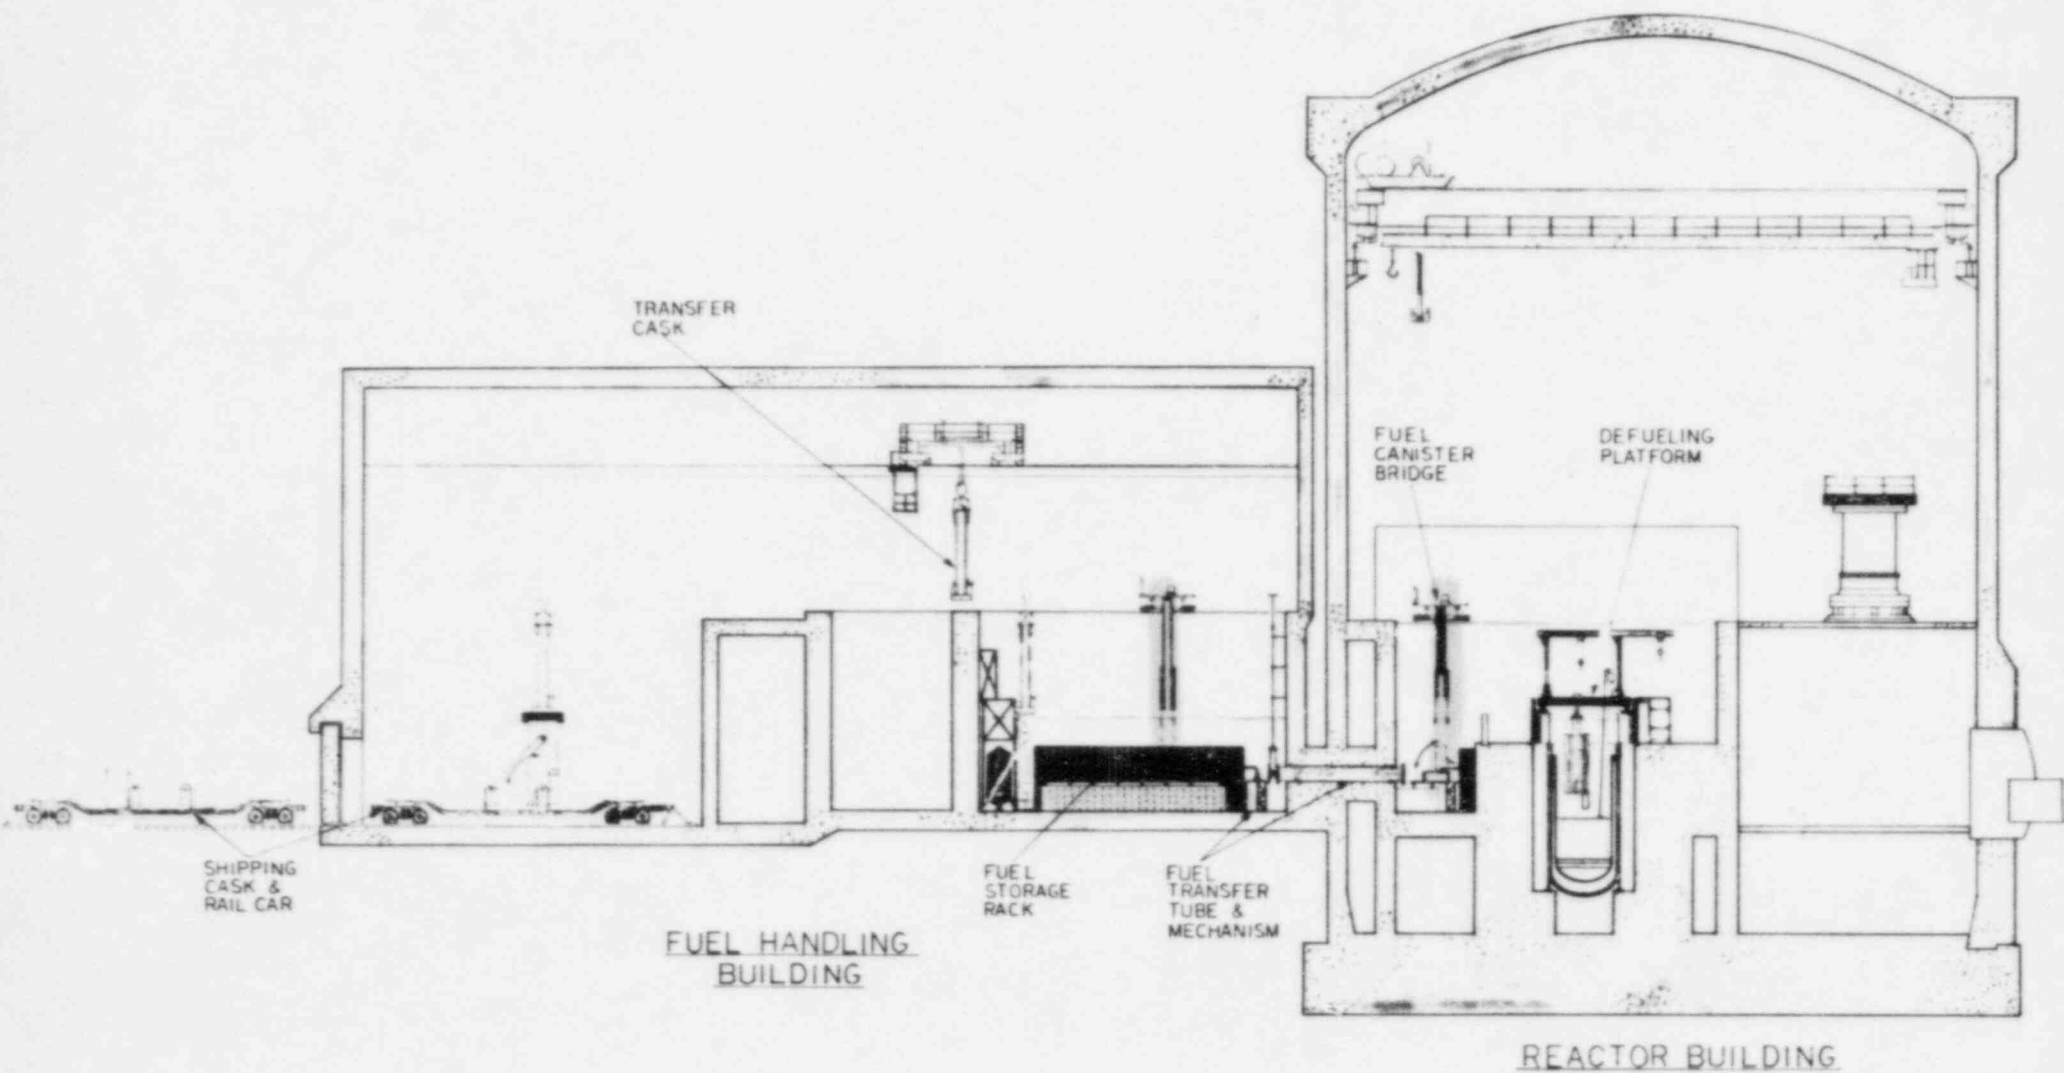 TRANSFER
CASK
FUEL
CANISTER
BRIDGE
DEFUELING
PLATFORM
SHIPPING
CASK &
RAIL CAR
FUEL
STORAGE
RACK
FUEL
TRANSFER
TUBE &
MECHANISM
FUEL HANDLING
BUILDING
REACTOR BUILDING